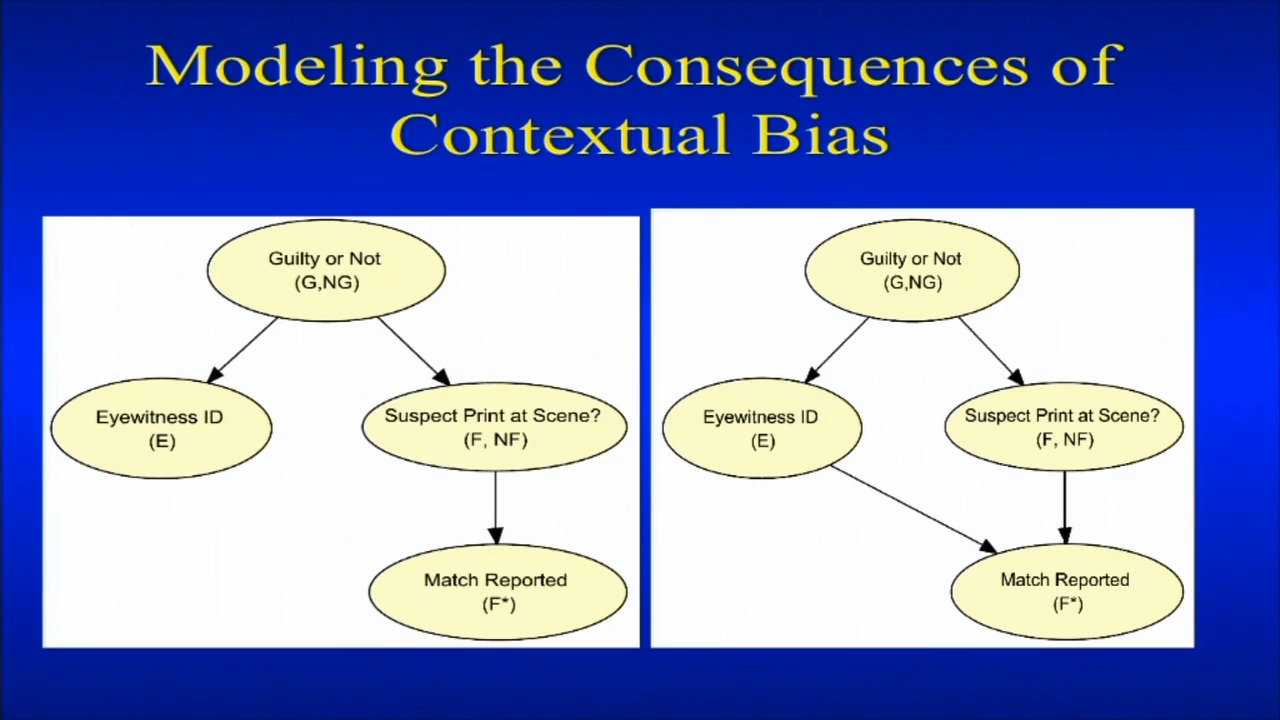 Modeling the Consequences of
Contextual Bias
Guilty or Not
(G,NG)
Eyewitness ID
(E)
Suspect Print at Scene?
(F, NF)
Match Reported
(F*)
Guilty or Not
(G,NG)
Eyewitness ID
(E)
Suspect Print at Scene?
(F, NF)
Match Reported
(F*)